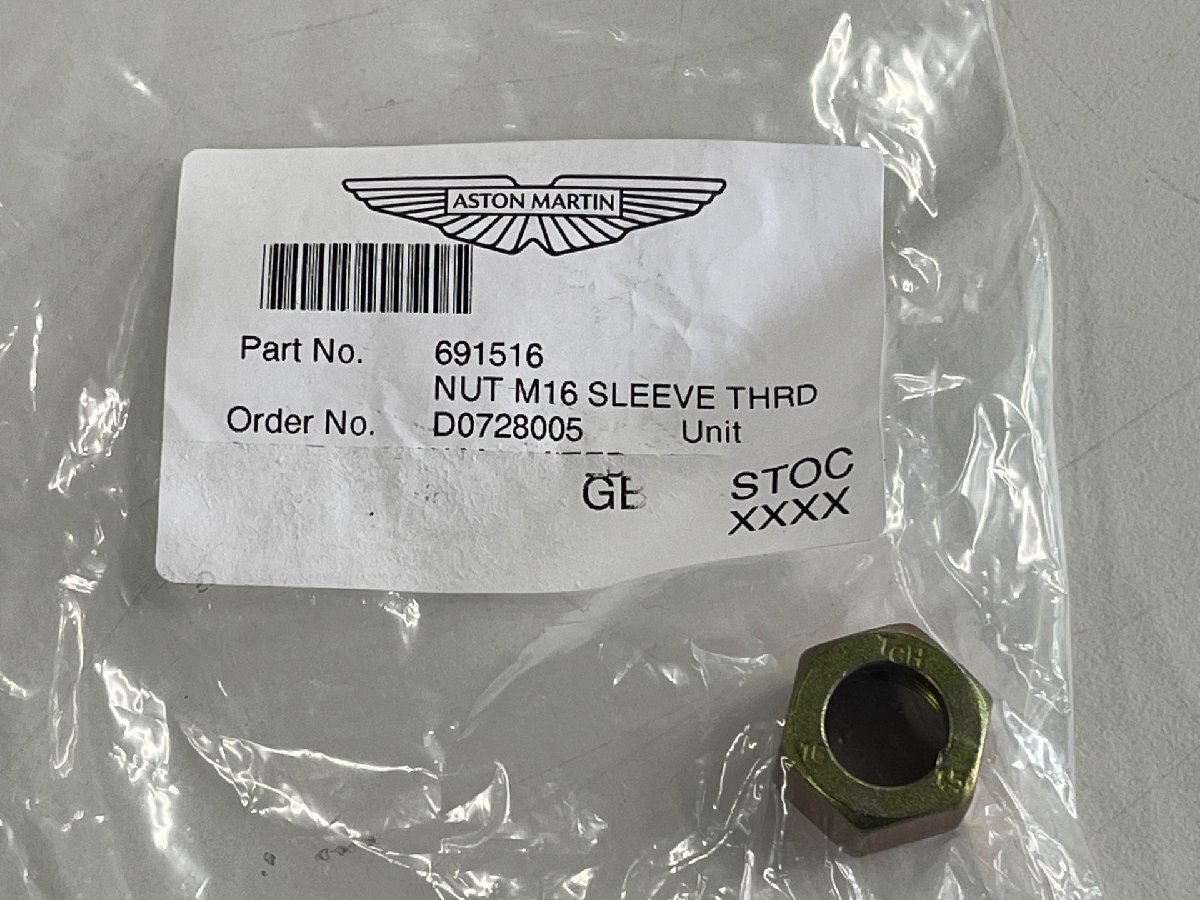 ASTON MARTIN
Part No. 691516
NUT M16 SLEEVE THRD
Order No. D0728005 Unit
GB STOC
XXXX